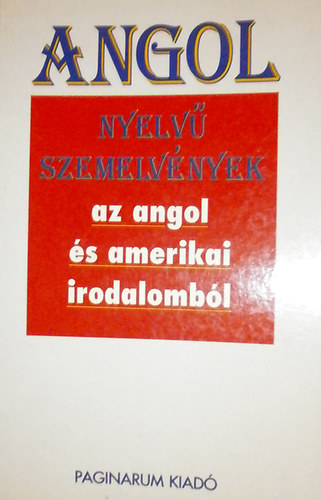 ANGOL
NYELVŰ
SZEMELVÉNYEK
az angol
és amerikai
irodalomból
PAGINARUM KIADÓ